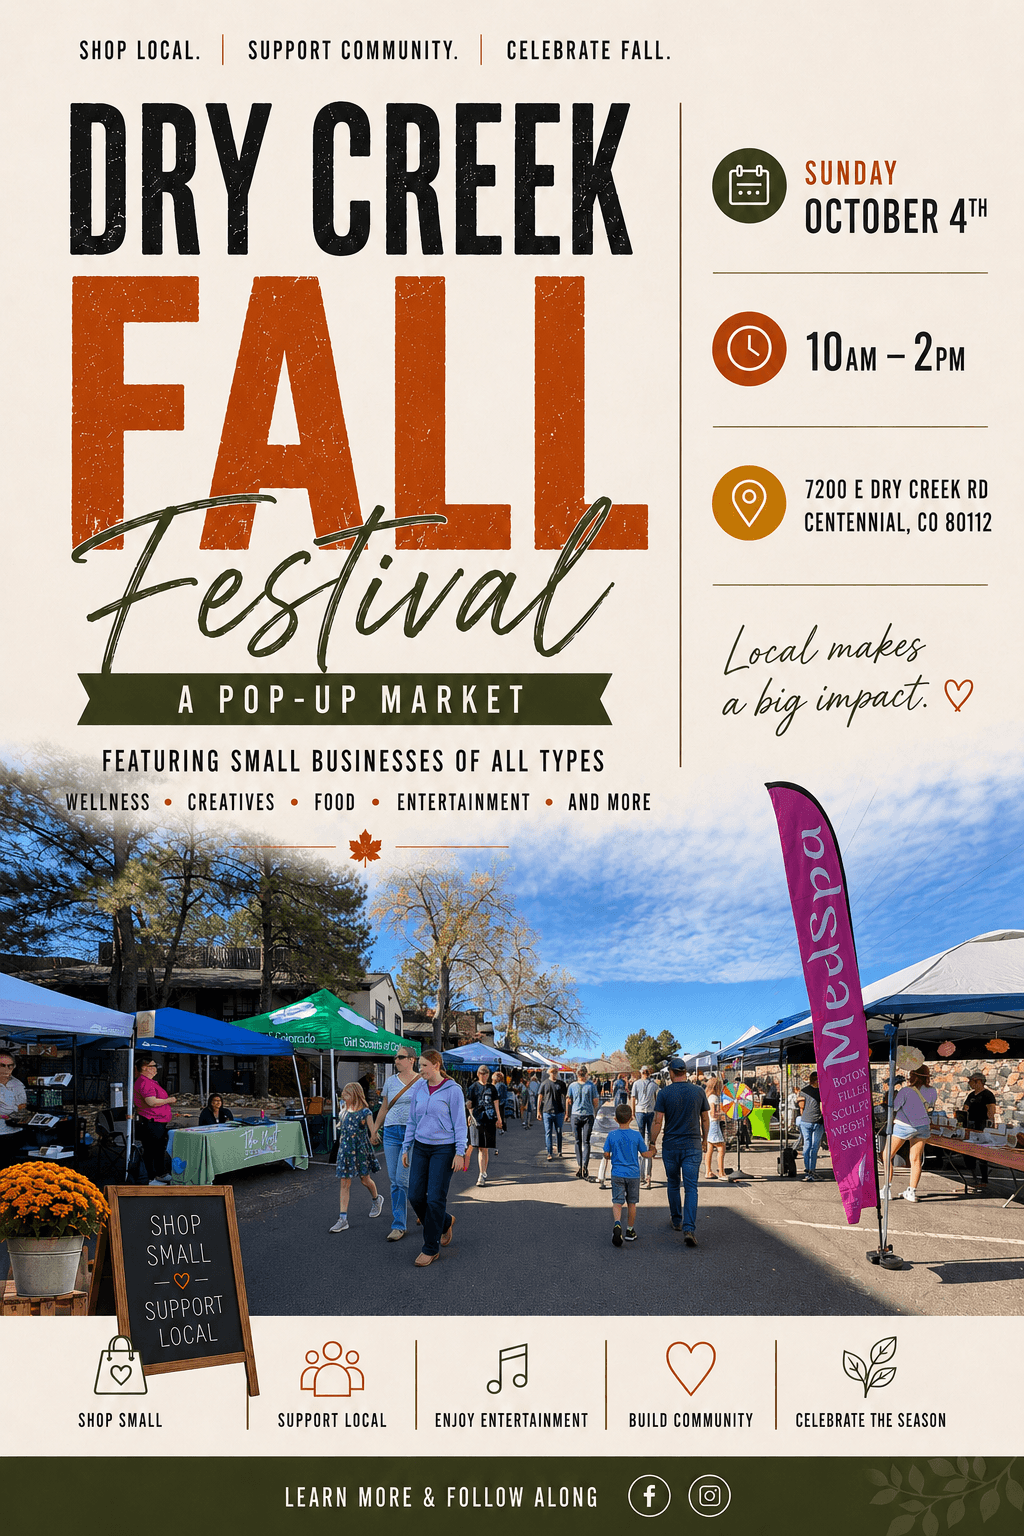 SHOP LOCAL. | SUPPORT COMMUNITY. | CELEBRATE FALL.
DRY CREEK
FALL
Festival
A POP-UP MARKET
FEATURING SMALL BUSINESSES OF ALL TYPES
WELLNESS • CREATIVES • FOOD • ENTERTAINMENT • AND MORE
SUNDAY
OCTOBER 4TH
10AM – 2PM
7200 E DRY CREEK RD
CENTENNIAL, CO 80112
Local makes
a big impact.
Medspa
BOTOX
FILLER
SCULPT
WEIGHT
SKIN
Colorado
Girl Scouts of Col
SHOP
SMALL
SUPPORT
LOCAL
SHOP SMALL
SUPPORT LOCAL
ENJOY ENTERTAINMENT
BUILD COMMUNITY
CELEBRATE THE SEASON
LEARN MORE & FOLLOW ALONG